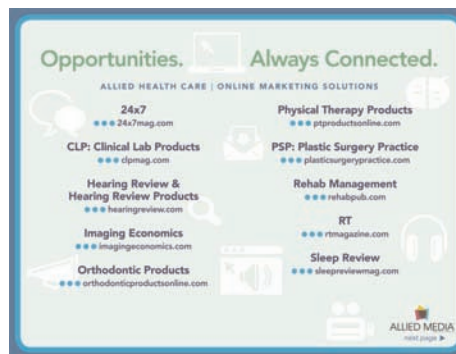 Opportunities. Always Connected.
ALLIED HEALTH CARE | ONLINE MARKETING SOLUTIONS
24x7
24x7mag.com
CLP: Clinical Lab Products
clpmag.com
Hearing Review &
Hearing Review Products
hearingreview.com
Imaging Economics
imagingeconomics.com
Orthodontic Products
orthodonticproductsonline.com
Physical Therapy Products
ptproductsonline.com
PSP: Plastic Surgery Practice
plasticsurgerypractice.com
Rehab Management
rehabpub.com
RT
rtmagazine.com
Sleep Review
sleepreviewmag.com
ALLIED MEDIA
next page